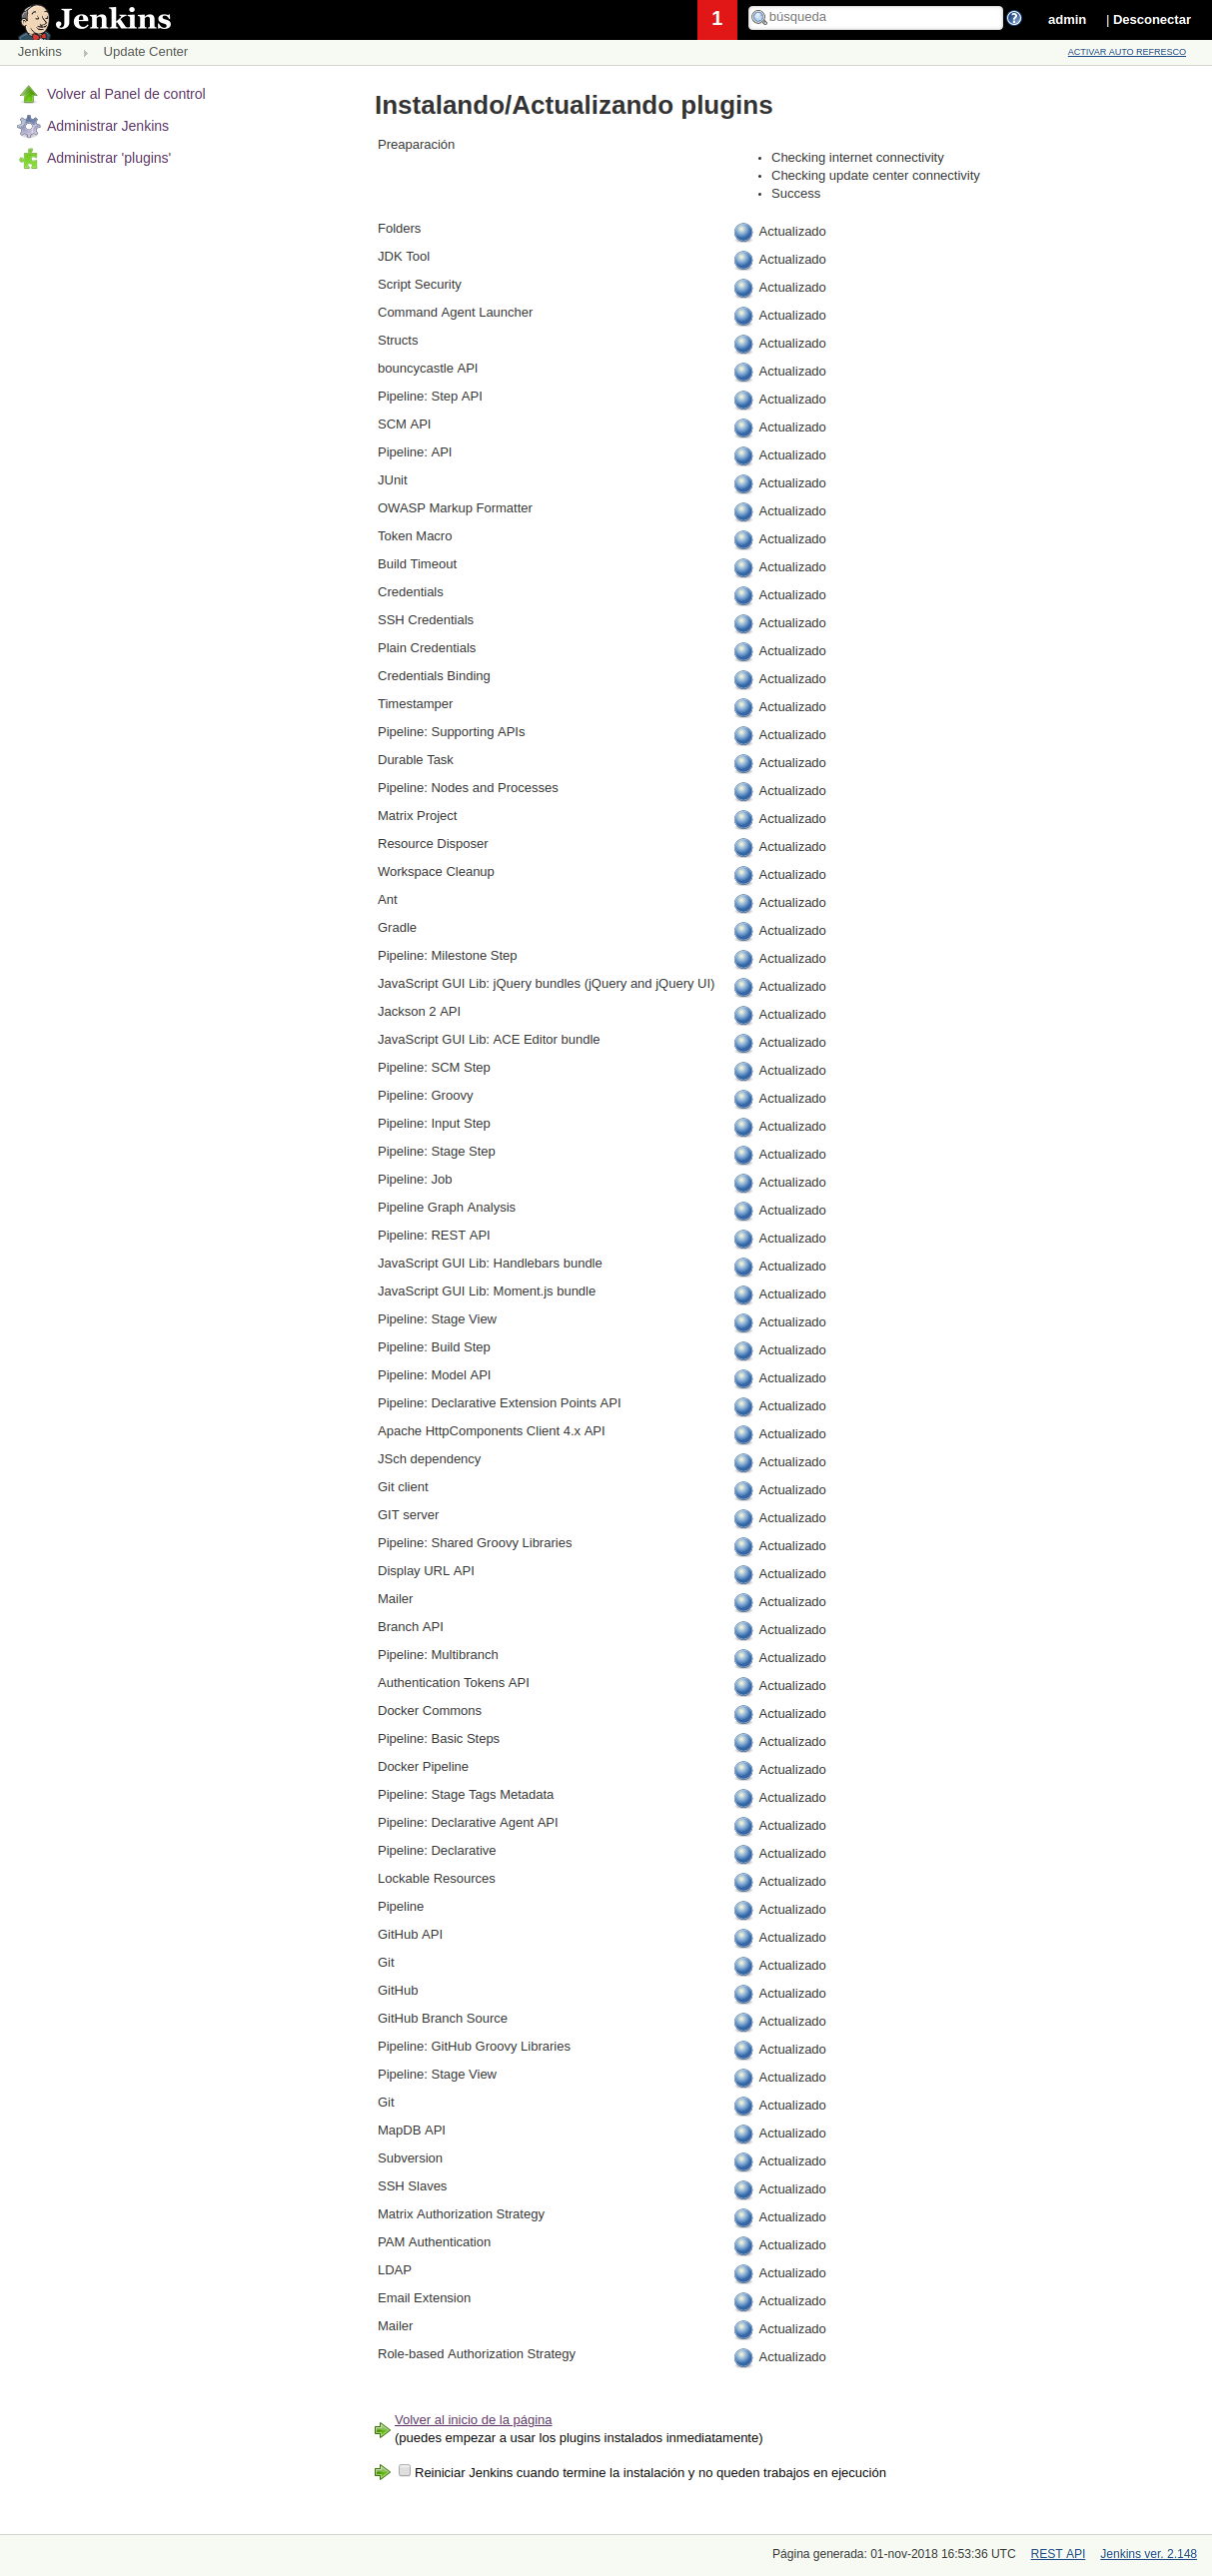 Jenkins
1
búsqueda
admin
| Desconectar
Jenkins
Update Center
ACTIVAR AUTO REFRESCO
Volver al Panel de control
Administrar Jenkins
Administrar 'plugins'
Instalando/Actualizando plugins
Preaparación
• Checking internet connectivity
• Checking update center connectivity
• Success
Folders Actualizado
JDK Tool Actualizado
Script Security Actualizado
Command Agent Launcher Actualizado
Structs Actualizado
bouncycastle API Actualizado
Pipeline: Step API Actualizado
SCM API Actualizado
Pipeline: API Actualizado
JUnit Actualizado
OWASP Markup Formatter Actualizado
Token Macro Actualizado
Build Timeout Actualizado
Credentials Actualizado
SSH Credentials Actualizado
Plain Credentials Actualizado
Credentials Binding Actualizado
Timestamper Actualizado
Pipeline: Supporting APIs Actualizado
Durable Task Actualizado
Pipeline: Nodes and Processes Actualizado
Matrix Project Actualizado
Resource Disposer Actualizado
Workspace Cleanup Actualizado
Ant Actualizado
Gradle Actualizado
Pipeline: Milestone Step Actualizado
JavaScript GUI Lib: jQuery bundles (jQuery and jQuery UI) Actualizado
Jackson 2 API Actualizado
JavaScript GUI Lib: ACE Editor bundle Actualizado
Pipeline: SCM Step Actualizado
Pipeline: Groovy Actualizado
Pipeline: Input Step Actualizado
Pipeline: Stage Step Actualizado
Pipeline: Job Actualizado
Pipeline Graph Analysis Actualizado
Pipeline: REST API Actualizado
JavaScript GUI Lib: Handlebars bundle Actualizado
JavaScript GUI Lib: Moment.js bundle Actualizado
Pipeline: Stage View Actualizado
Pipeline: Build Step Actualizado
Pipeline: Model API Actualizado
Pipeline: Declarative Extension Points API Actualizado
Apache HttpComponents Client 4.x API Actualizado
JSch dependency Actualizado
Git client Actualizado
GIT server Actualizado
Pipeline: Shared Groovy Libraries Actualizado
Display URL API Actualizado
Mailer Actualizado
Branch API Actualizado
Pipeline: Multibranch Actualizado
Authentication Tokens API Actualizado
Docker Commons Actualizado
Pipeline: Basic Steps Actualizado
Docker Pipeline Actualizado
Pipeline: Stage Tags Metadata Actualizado
Pipeline: Declarative Agent API Actualizado
Pipeline: Declarative Actualizado
Lockable Resources Actualizado
Pipeline Actualizado
GitHub API Actualizado
Git Actualizado
GitHub Actualizado
GitHub Branch Source Actualizado
Pipeline: GitHub Groovy Libraries Actualizado
Pipeline: Stage View Actualizado
Git Actualizado
MapDB API Actualizado
Subversion Actualizado
SSH Slaves Actualizado
Matrix Authorization Strategy Actualizado
PAM Authentication Actualizado
LDAP Actualizado
Email Extension Actualizado
Mailer Actualizado
Role-based Authorization Strategy Actualizado
Volver al inicio de la página
(puedes empezar a usar los plugins instalados inmediatamente)
Reiniciar Jenkins cuando termine la instalación y no queden trabajos en ejecución
Página generada: 01-nov-2018 16:53:36 UTC REST API Jenkins ver. 2.148